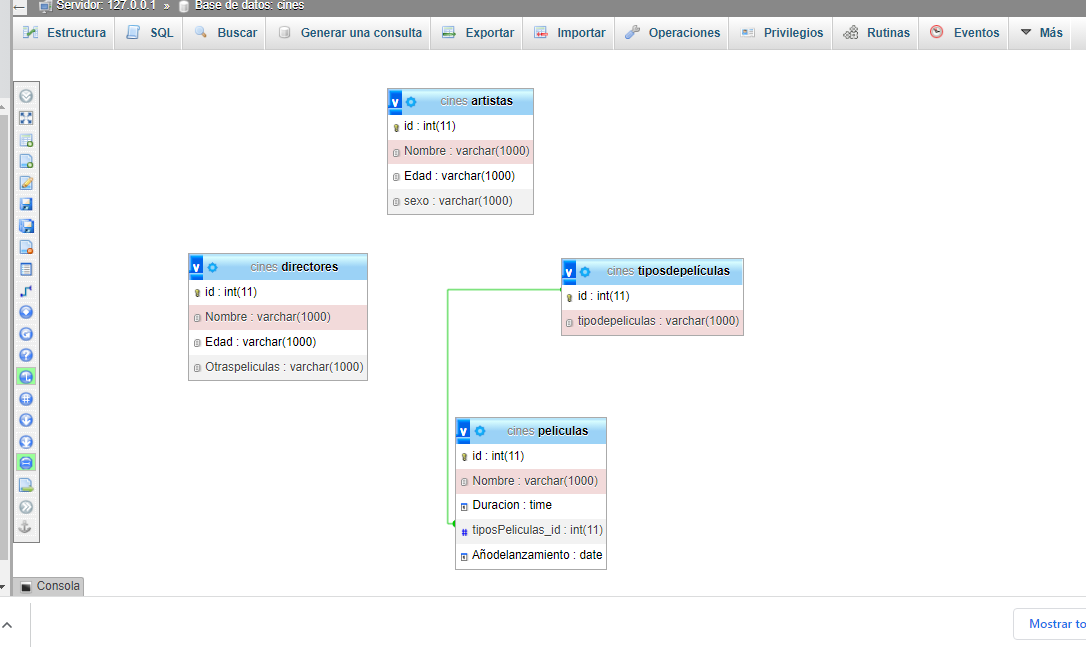 Servidor: 127.0.0.1 » Base de datos: cines
Estructura SQL Buscar Generar una consulta Exportar Importar Operaciones Privilegios Rutinas Eventos Más
cines artistas
id : int(11)
Nombre : varchar(1000)
Edad : varchar(1000)
sexo : varchar(1000)
cines directores
id : int(11)
Nombre : varchar(1000)
Edad : varchar(1000)
Otraspeliculas : varchar(1000)
cines tiposdepelículas
id : int(11)
tipodepeliculas : varchar(1000)
cines peliculas
id : int(11)
Nombre : varchar(1000)
Duracion : time
tiposPeliculas_id : int(11)
Añodelanzamiento : date
Consola
Mostrar to